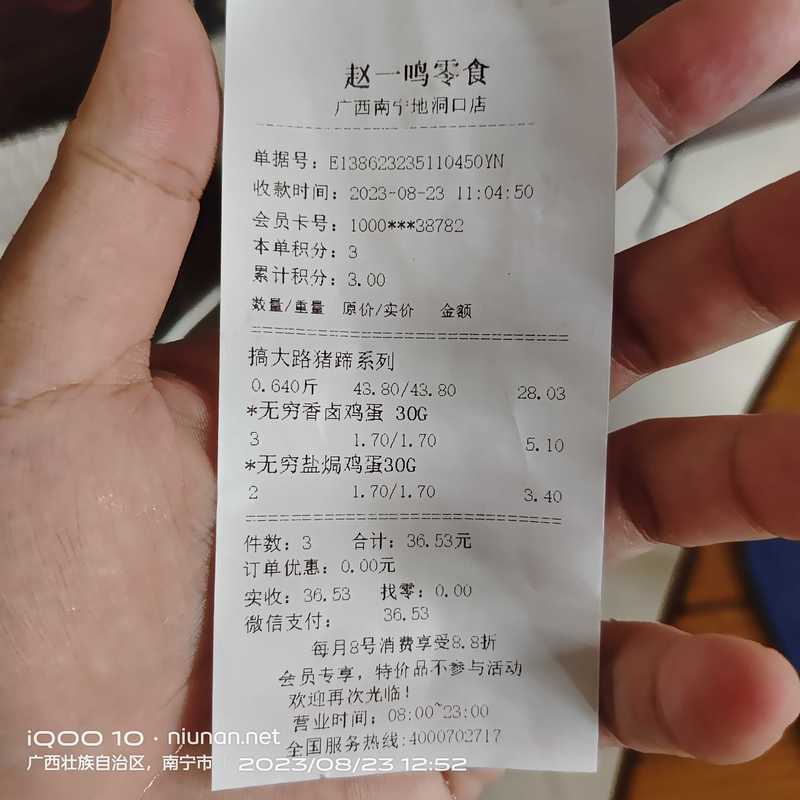 赵一鸣零食
广西南宁地洞口店
单据号：E138623235110450YN
收款时间：2023-08-23 11:04:50
会员卡号：1000***38782
本单积分：3
累计积分：3.00
数量/重量 原价/实价 金额
搞大路猪蹄系列
0.640斤 43.80/43.80 28.03
*无穷香卤鸡蛋 30G
3 1.70/1.70 5.10
*无穷盐焗鸡蛋30G
2 1.70/1.70 3.40
件数：3 合计：36.53元
订单优惠：0.00元
实收：36.53 找零：0.00
微信支付： 36.53
每月8号消费享受8.8折
会员专享，特价品不参与活动
欢迎再次光临！
营业时间：08:00~23:00
全国服务热线:4000702717
iQOO 10 · niunan.net
广西壮族自治区，南宁市 2023/08/23 12:52